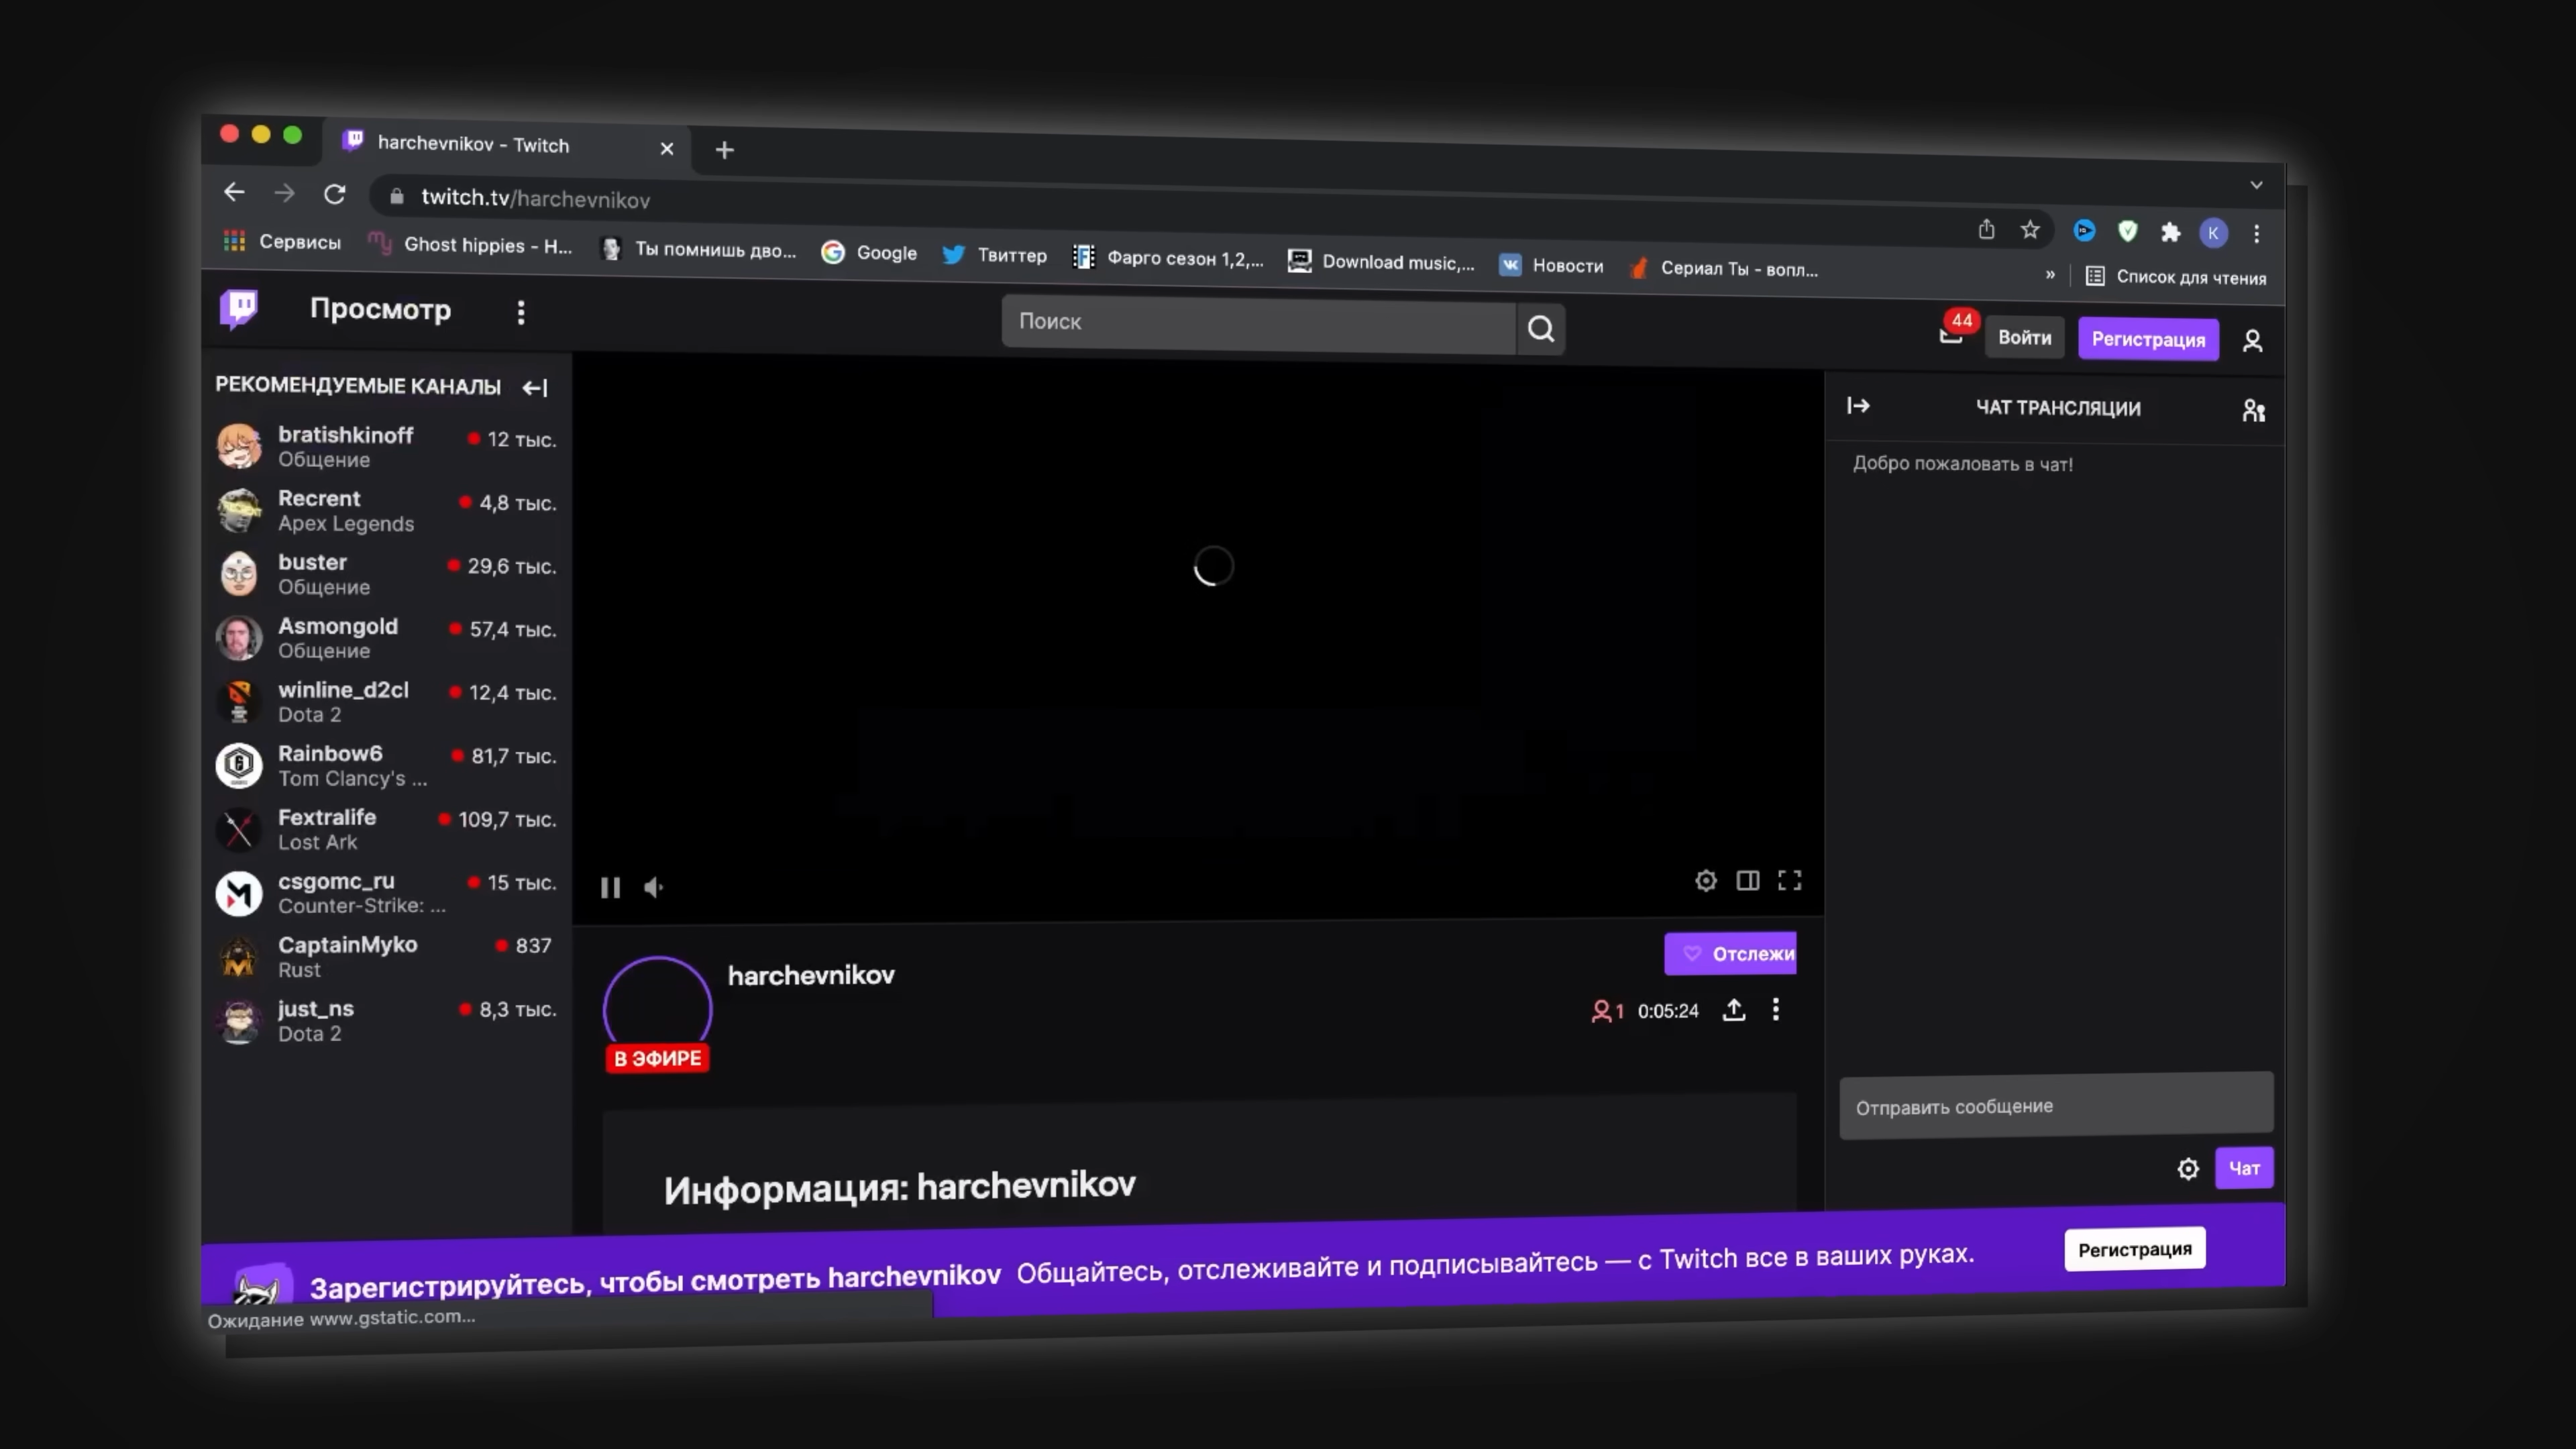 harchevnikov - Twitch
twitch.tv/harchevnikov
Сервисы
Ghost hippies - H...
Ты помнишь дво...
Google
Твиттер
Фарго сезон 1,2,...
Download music,...
Новости
Сериал Ты - вопл...
»
Список для чтения
K
Просмотр
Поиск
44
Войти
Регистрация
РЕКОМЕНДУЕМЫЕ КАНАЛЫ
bratishkinoff 12 тыс.
Общение
Recrent 4,8 тыс.
Apex Legends
buster 29,6 тыс.
Общение
Asmongold 57,4 тыс.
Общение
winline_d2cl 12,4 тыс.
Dota 2
Rainbow6 81,7 тыс.
Tom Clancy's ...
Fextralife 109,7 тыс.
Lost Ark
csgomc_ru 15 тыс.
Counter-Strike: ...
CaptainMyko 837
Rust
just_ns 8,3 тыс.
Dota 2
harchevnikov
В ЭФИРЕ
Отслежи
1 0:05:24
Информация: harchevnikov
ЧАТ ТРАНСЛЯЦИИ
Добро пожаловать в чат!
Отправить сообщение
Чат
Зарегистрируйтесь, чтобы смотреть harchevnikov Общайтесь, отслеживайте и подписывайтесь — с Twitch все в ваших руках.
Регистрация
Ожидание www.gstatic.com...